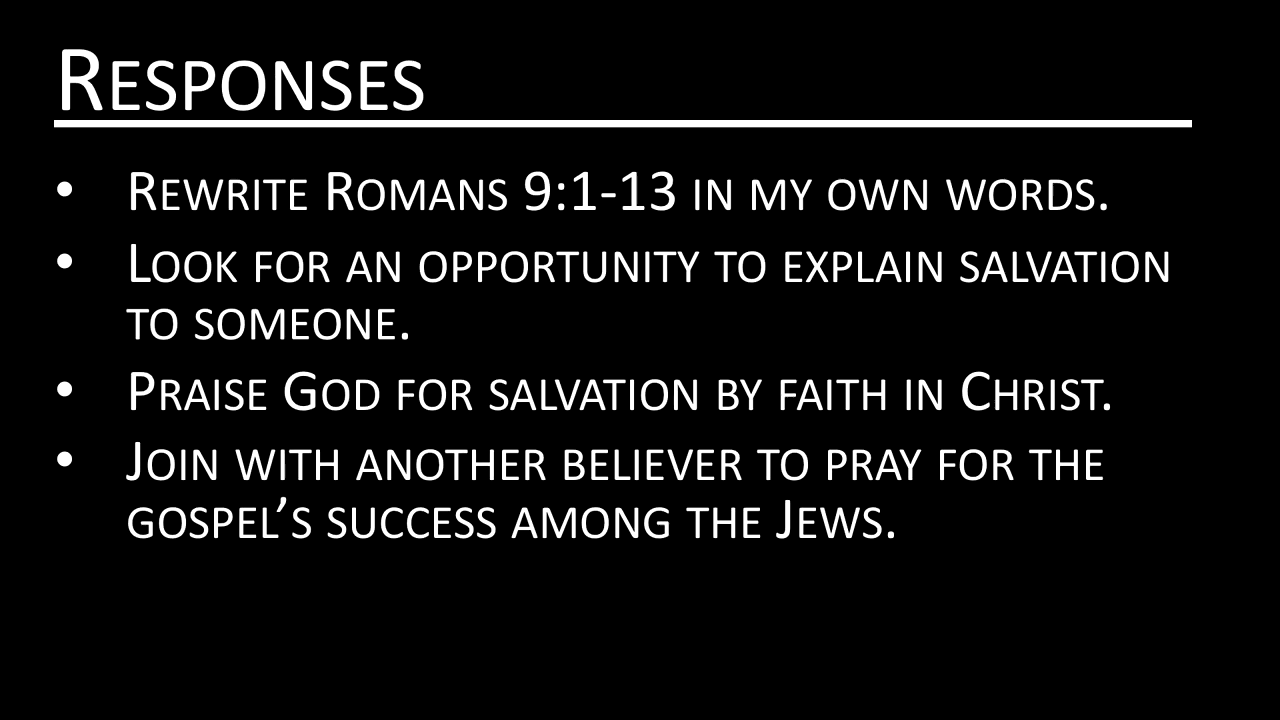 Responses
• Rewrite Romans 9:1-13 in my own words.
• Look for an opportunity to explain salvation
to someone.
• Praise God for salvation by faith in Christ.
• Join with another believer to pray for the
gospel’s success among the Jews.